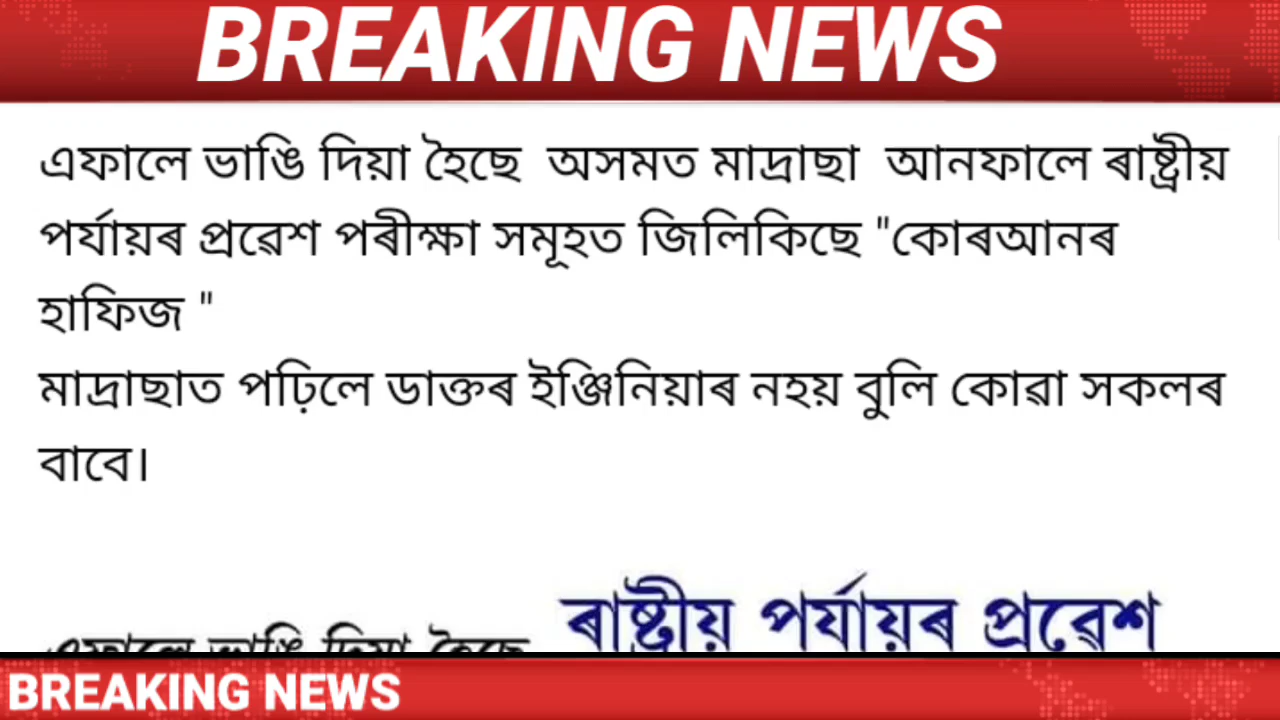 BREAKING NEWS
এফালে ভাঙি দিয়া হৈছে অসমত মাদ্ৰাছা আনফালে ৰাষ্ট্ৰীয়
পৰ্যায়ৰ প্ৰৱেশ পৰীক্ষা সমূহত জিলিকিছে "কোৰআনৰ
হাফিজ "
মাদ্ৰাছাত পঢ়িলে ডাক্তৰ ইঞ্জিনিয়াৰ নহয় বুলি কোৱা সকলৰ
বাবে।
এফালে ভাঙি দিয়া হৈছে ৰাষ্ট্ৰীয় পৰ্যায়ৰ প্ৰৱেশ
BREAKING NEWS